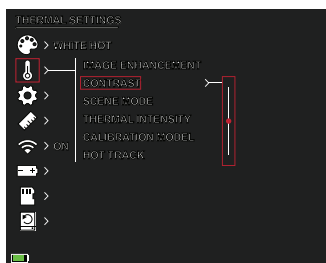 THERMAL SETTINGS
> WHITE HOT
IMAGE ENHANCEMENT
>
CONTRAST
>
>
SCENE MODE
> THERMAL INTENSITY
> ON CALIBRATION MODEL
HOT TRACK
>
>
>